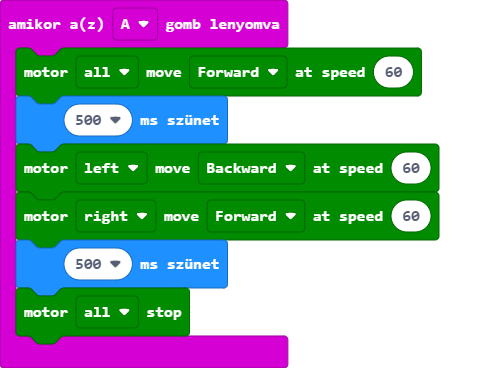 amikor a(z) A gomb lenyomva
motor all move Forward at speed 60
500 ms szünet
motor left move Backward at speed 60
motor right move Forward at speed 60
500 ms szünet
motor all stop